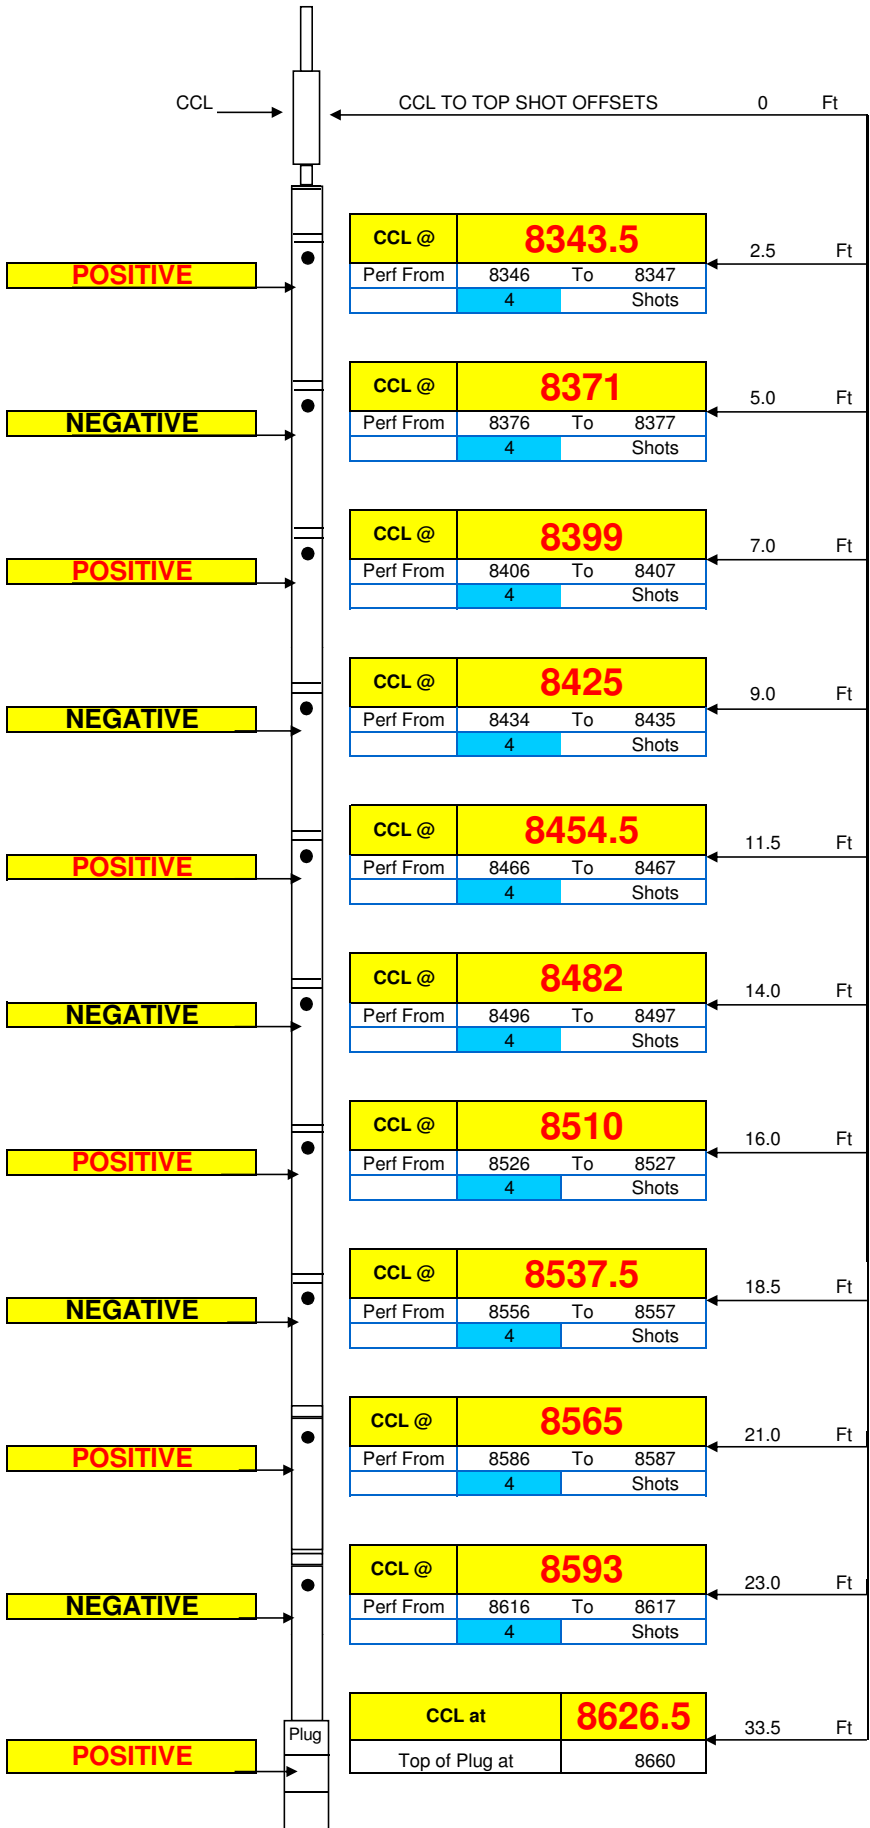 CCL CCL TO TOP SHOT OFFSETS 0 Ft
CCL @ 8343.5
2.5 Ft
POSITIVE Perf From 8346 To 8347
4 Shots
CCL @ 8371
5.0 Ft
NEGATIVE Perf From 8376 To 8377
4 Shots
CCL @ 8399
7.0 Ft
POSITIVE Perf From 8406 To 8407
4 Shots
CCL @ 8425
9.0 Ft
NEGATIVE Perf From 8434 To 8435
4 Shots
CCL @ 8454.5
11.5 Ft
POSITIVE Perf From 8466 To 8467
4 Shots
CCL @ 8482
14.0 Ft
NEGATIVE Perf From 8496 To 8497
4 Shots
CCL @ 8510
16.0 Ft
POSITIVE Perf From 8526 To 8527
4 Shots
CCL @ 8537.5
18.5 Ft
NEGATIVE Perf From 8556 To 8557
4 Shots
CCL @ 8565
21.0 Ft
POSITIVE Perf From 8586 To 8587
4 Shots
CCL @ 8593
23.0 Ft
NEGATIVE Perf From 8616 To 8617
4 Shots
CCL at 8626.5
Plug 33.5 Ft
POSITIVE Top of Plug at 8660